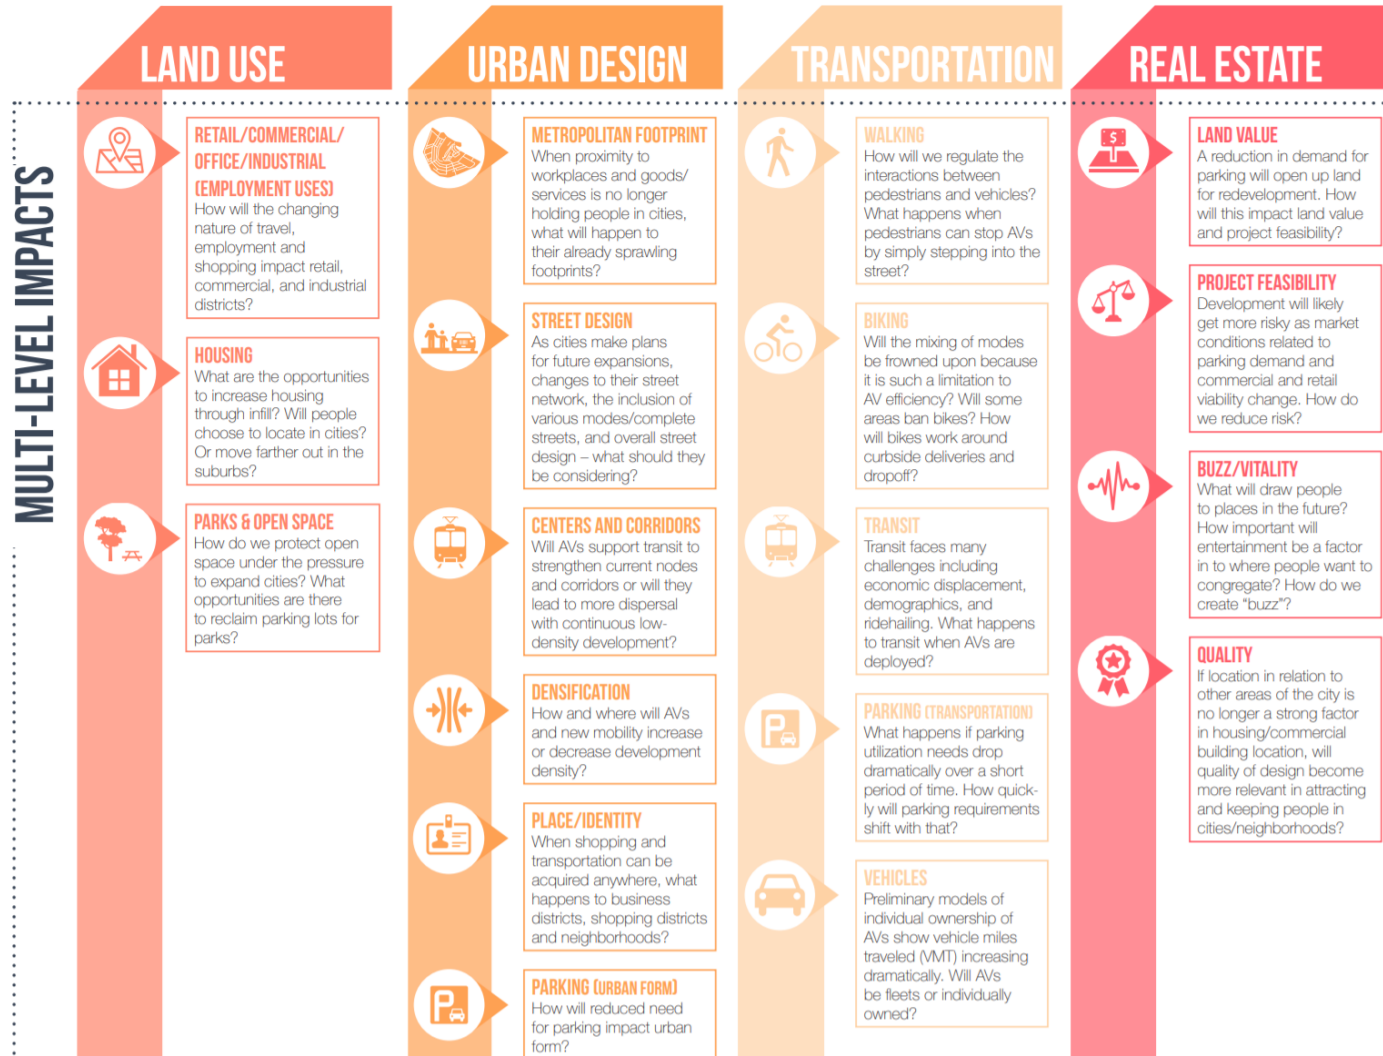 LAND USE
URBAN DESIGN
TRANSPORTATION
REAL ESTATE
MULTI-LEVEL IMPACTS
RETAIL/COMMERCIAL/
OFFICE/INDUSTRIAL
(EMPLOYMENT USES)
How will the changing
nature of travel,
employment and
shopping impact retail,
commercial, and industrial
districts?
HOUSING
What are the opportunities
to increase housing
through infill? Will people
choose to locate in cities?
Or move farther out in the
suburbs?
PARKS & OPEN SPACE
How do we protect open
space under the pressure
to expand cities? What
opportunities are there
to reclaim parking lots for
parks?
METROPOLITAN FOOTPRINT
When proximity to
workplaces and goods/
services is no longer
holding people in cities,
what will happen to
their already sprawling
footprints?
STREET DESIGN
As cities make plans
for future expansions,
changes to their street
network, the inclusion of
various modes/complete
streets, and overall street
design – what should they
be considering?
CENTERS AND CORRIDORS
Will AVs support transit to
strengthen current nodes
and corridors or will they
lead to more dispersal
with continuous low-
density development?
DENSIFICATION
How and where will AVs
and new mobility increase
or decrease development
density?
PLACE/IDENTITY
When shopping and
transportation can be
acquired anywhere, what
happens to business
districts, shopping districts
and neighborhoods?
P
PARKING (URBAN FORM)
How will reduced need
for parking impact urban
form?
WALKING
How will we regulate the
interactions between
pedestrians and vehicles?
What happens when
pedestrians can stop AVs
by simply stepping into the
street?
BIKING
Will the mixing of modes
be frowned upon because
it is such a limitation to
AV efficiency? Will some
areas ban bikes? How
will bikes work around
curbside deliveries and
dropoff?
TRANSIT
Transit faces many
challenges including
economic displacement,
demographics, and
ridehailing. What happens
to transit when AVs are
deployed?
P
PARKING (TRANSPORTATION)
What happens if parking
utilization needs drop
dramatically over a short
period of time. How quick-
ly will parking requirements
shift with that?
VEHICLES
Preliminary models of
individual ownership of
AVs show vehicle miles
traveled (VMT) increasing
dramatically. Will AVs
be fleets or individually
owned?
$
LAND VALUE
A reduction in demand for
parking will open up land
for redevelopment. How
will this impact land value
and project feasibility?
PROJECT FEASIBILITY
Development will likely
get more risky as market
conditions related to
parking demand and
commercial and retail
viability change. How do
we reduce risk?
BUZZ/VITALITY
What will draw people
to places in the future?
How important will
entertainment be a factor
in to where people want to
congregate? How do we
create "buzz"?
QUALITY
If location in relation to
other areas of the city is
no longer a strong factor
in housing/commercial
building location, will
quality of design become
more relevant in attracting
and keeping people in
cities/neighborhoods?